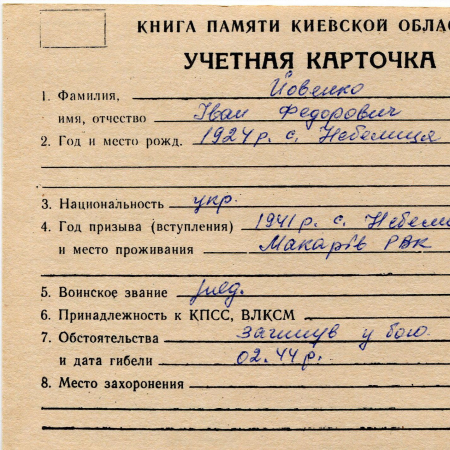 КНИГА ПАМЯТИ КИЕВСКОЙ ОБЛАС
УЧЕТНАЯ КАРТОЧКА
1. Фамилия, Йовенко
имя, отчество Іван Федорович
2. Год и место рожд. 1924 р. с. Небелиця
3. Национальность укр.
4. Год призыва (вступления) 1941 р. с. Небели
и место проживания Макарів РВК
5. Воинское звание
6. Принадлежность к КПСС, ВЛКСМ
7. Обстоятельства загинув у бою
и дата гибели 02.44 р.
8. Место захоронения